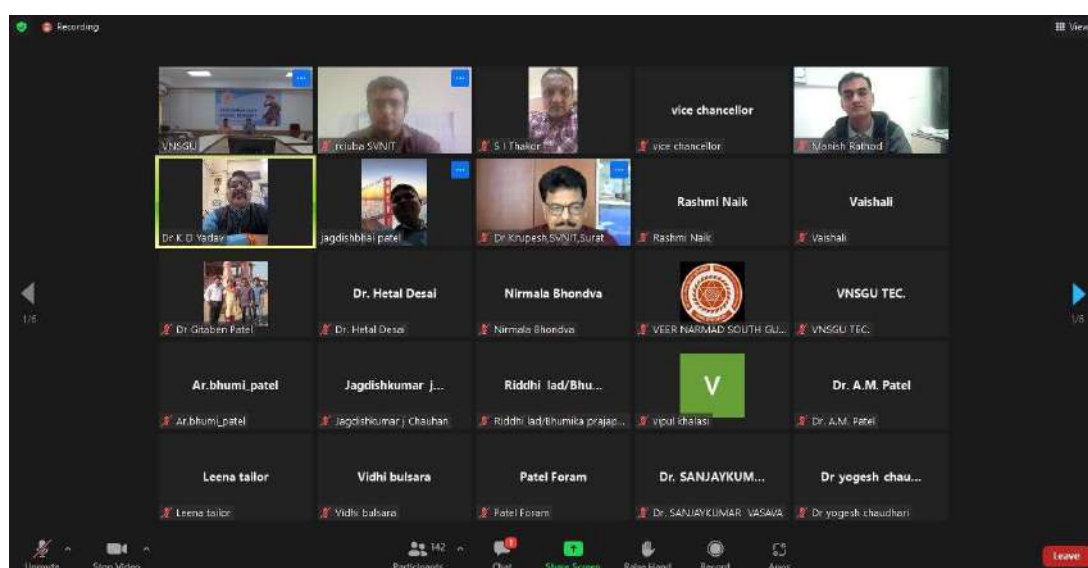 Recording
View
VNSGU
rciuba SVNIT
S I Thakor
vice chancellor
vice chancellor
Manish Rathod
Dr K D Yadav
jagdishbhai patel
Dr Krupesh,SVNIT,Surat
Rashmi Naik
Rashmi Naik
Vaishali
Vaishali
1/6
Dr Gitaben Patel
Dr. Hetal Desai
Dr. Hetal Desai
Nirmala Bhondva
Nirmala Bhondva
VEER NARMAD SOUTH GU...
VNSGU TEC.
VNSGU TEC.
1/6
Ar.bhumi_patel
Ar.bhumi_patel
Jagdishkumar j...
Jagdishkumar j Chauhan
Riddhi lad/Bhu...
Riddhi lad/Bhumika prajap...
V
vipul khalasi
Dr. A.M. Patel
Dr. A.M. Patel
Leena tailor
Leena tailor
Vidhi bulsara
Vidhi bulsara
Patel Foram
Patel Foram
Dr. SANJAYKUM...
Dr. SANJAYKUMAR VASAVA
Dr yogesh chau...
Dr yogesh chaudhari
Unmute
Stop Video
142
Participants
1
Chat
Share Screen
Raise Hand
Record
Apps
Leave